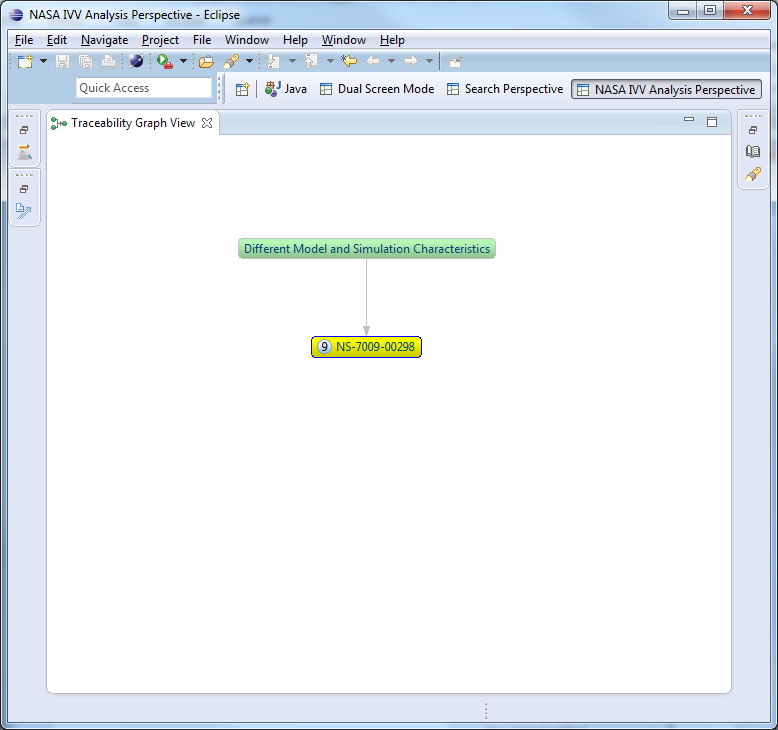 NASA IVV Analysis Perspective - Eclipse
File Edit Navigate Project File Window Help Window Help
Quick Access Java Dual Screen Mode Search Perspective NASA IVV Analysis Perspective
Traceability Graph View
Different Model and Simulation Characteristics
9 NS-7009-00298